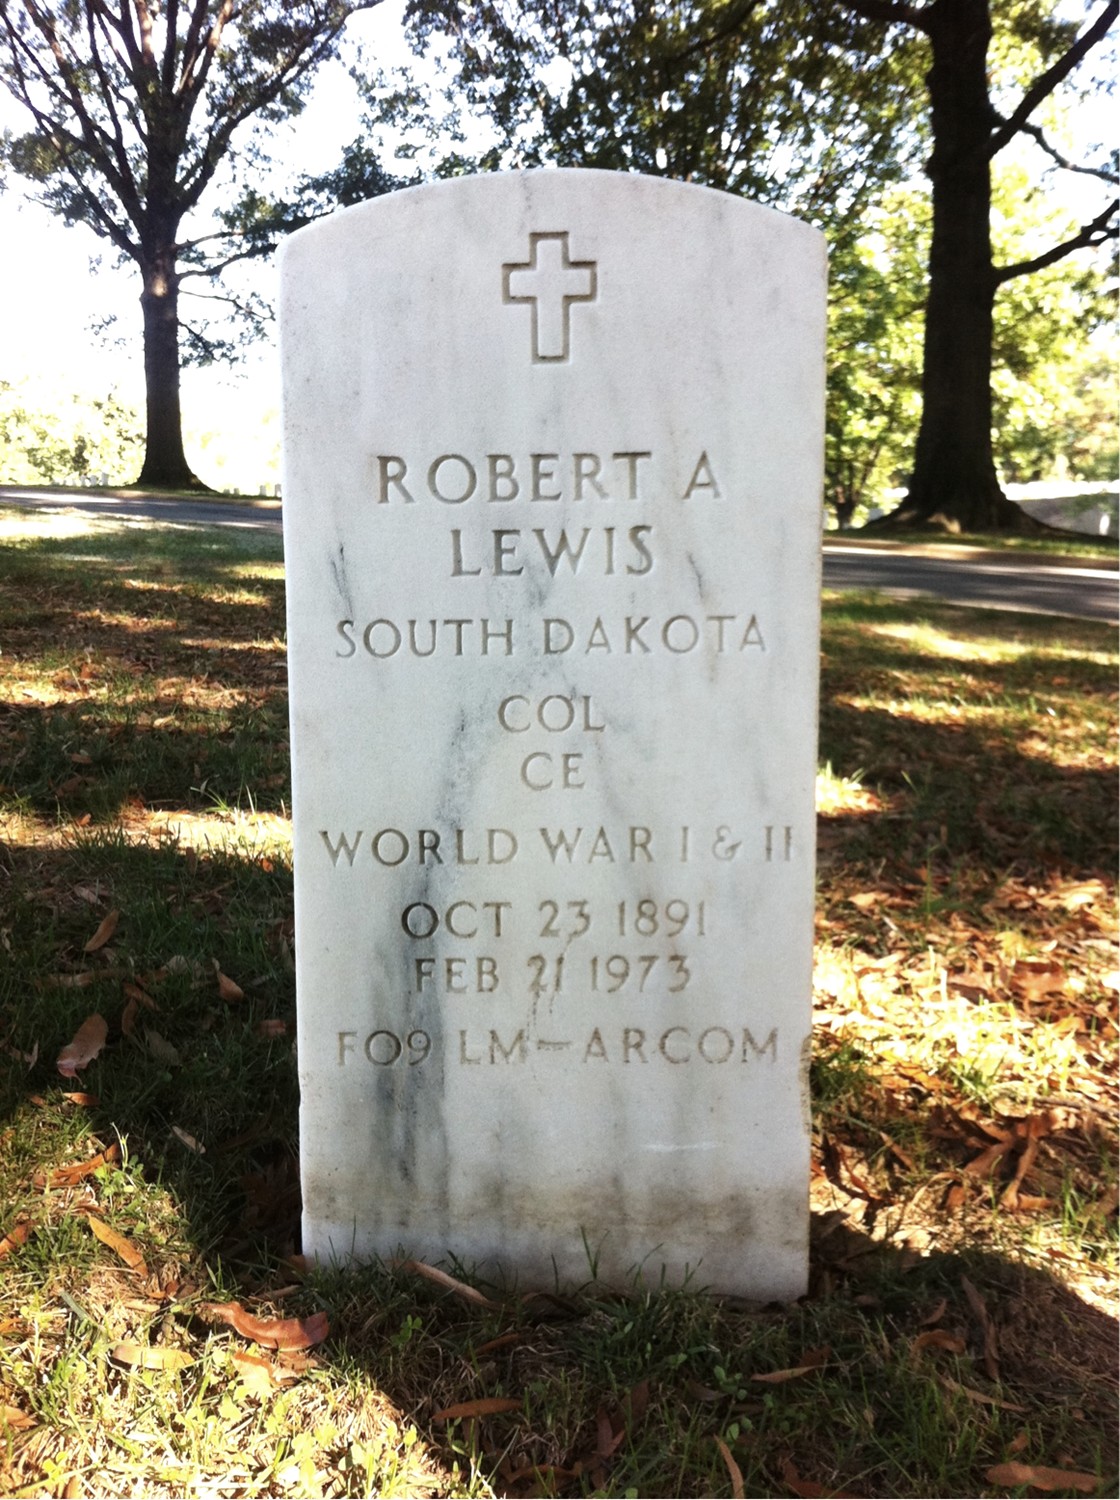 ROBERT A
LEWIS
SOUTH DAKOTA
COL
CE
WORLD WAR I & II
OCT 23 1891
FEB 21 1973
FO9 LM-ARCOM